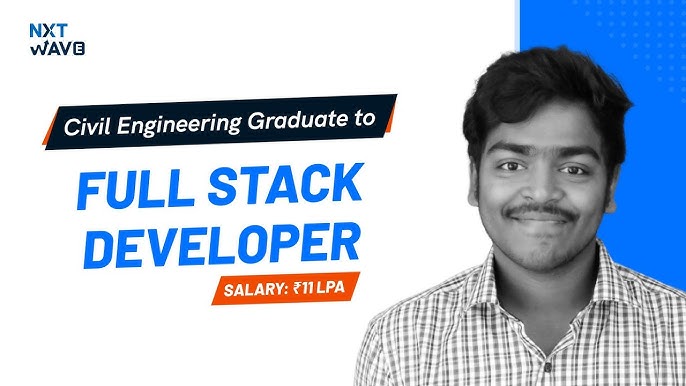 NXT
WAVE
Civil Engineering Graduate to
FULL STACK
DEVELOPER
SALARY: ₹11 LPA